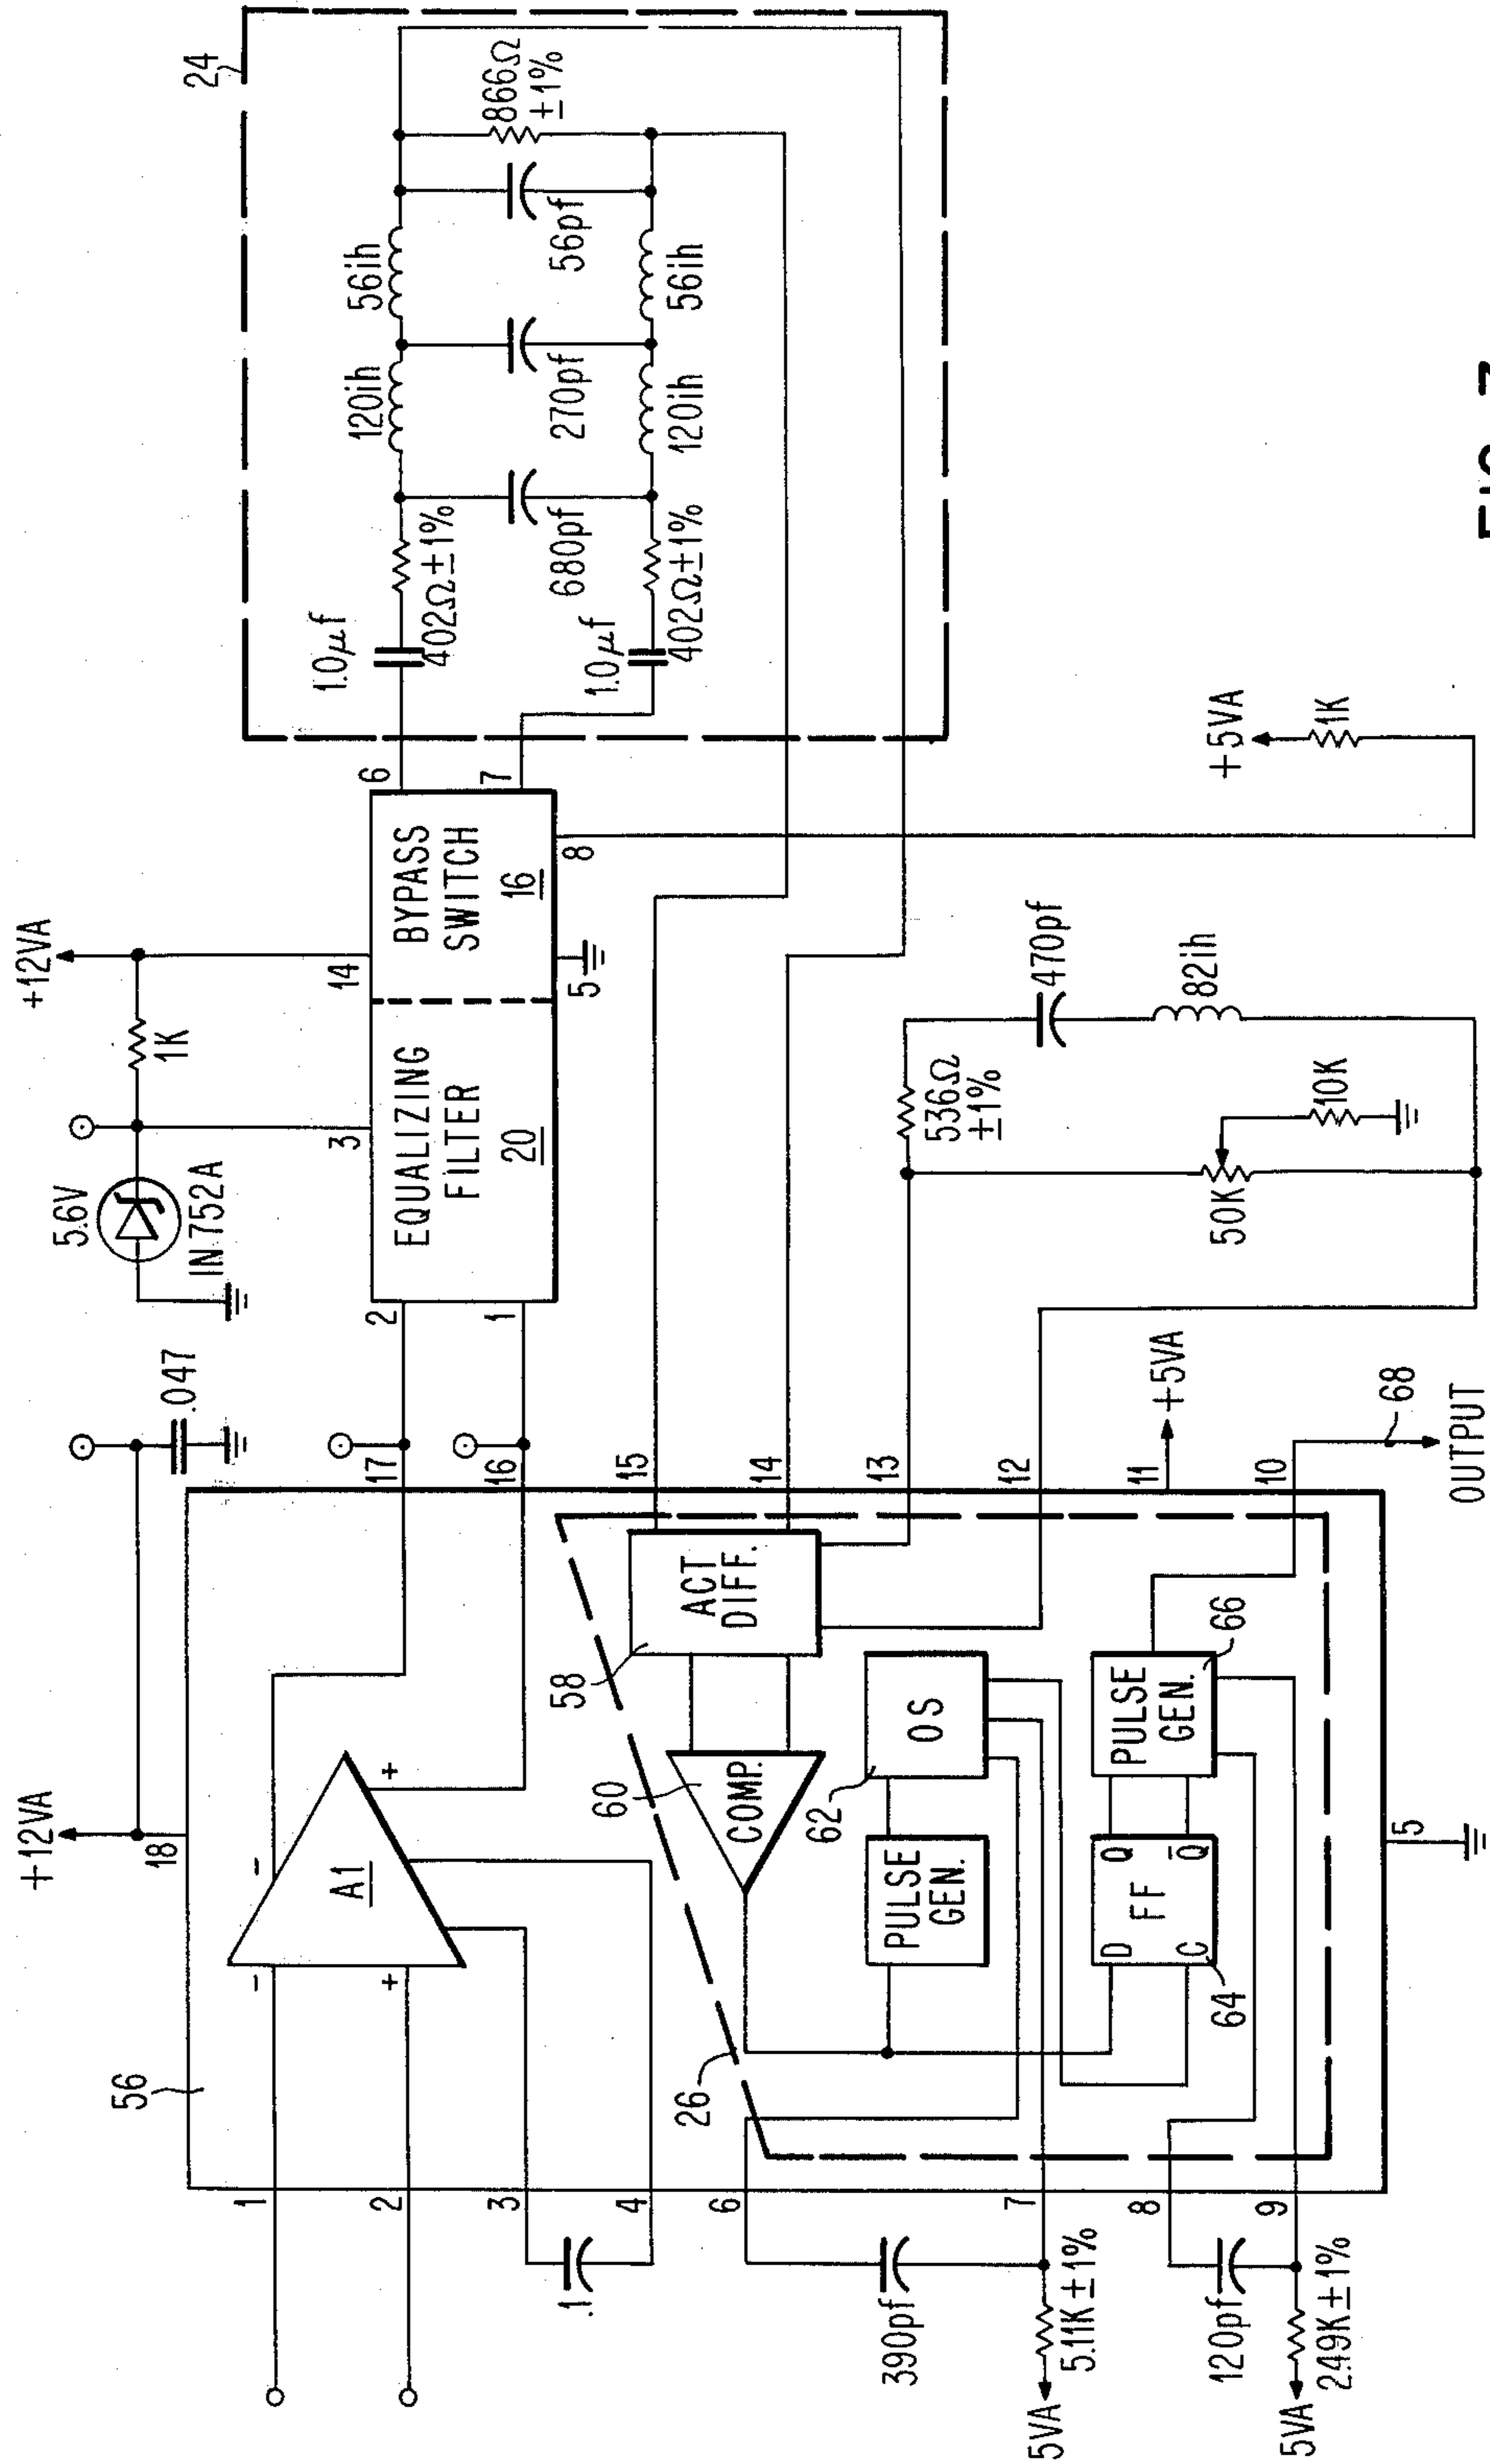 +12VA
18
56
1
2
3
4
.1
-
+
A1
-
+
17
16
.047
5.6V
IN752A
1K
+12VA
2
1
3
14
EQUALIZING
FILTER
20
BYPASS
SWITCH
16
5
8
6
7
24
1.0μf
402Ω±1%
120ih
56ih
680pf
270pf
56pf
866Ω
±1%
1.0μf
402Ω±1%
120ih
56ih
+5VA
1K
26
58
ACT
DIFF.
15
14
13
12
60
COMP.
PULSE
GEN.
62
OS
D
C
FF
Q
Q̅
64
PULSE
GEN.
66
6
7
8
9
390pf
5.11K±1%
5VA
120pf
2.49K±1%
5VA
5
11
+5VA
10
68
OUTPUT
536Ω
±1%
470pf
82ih
50K
10K